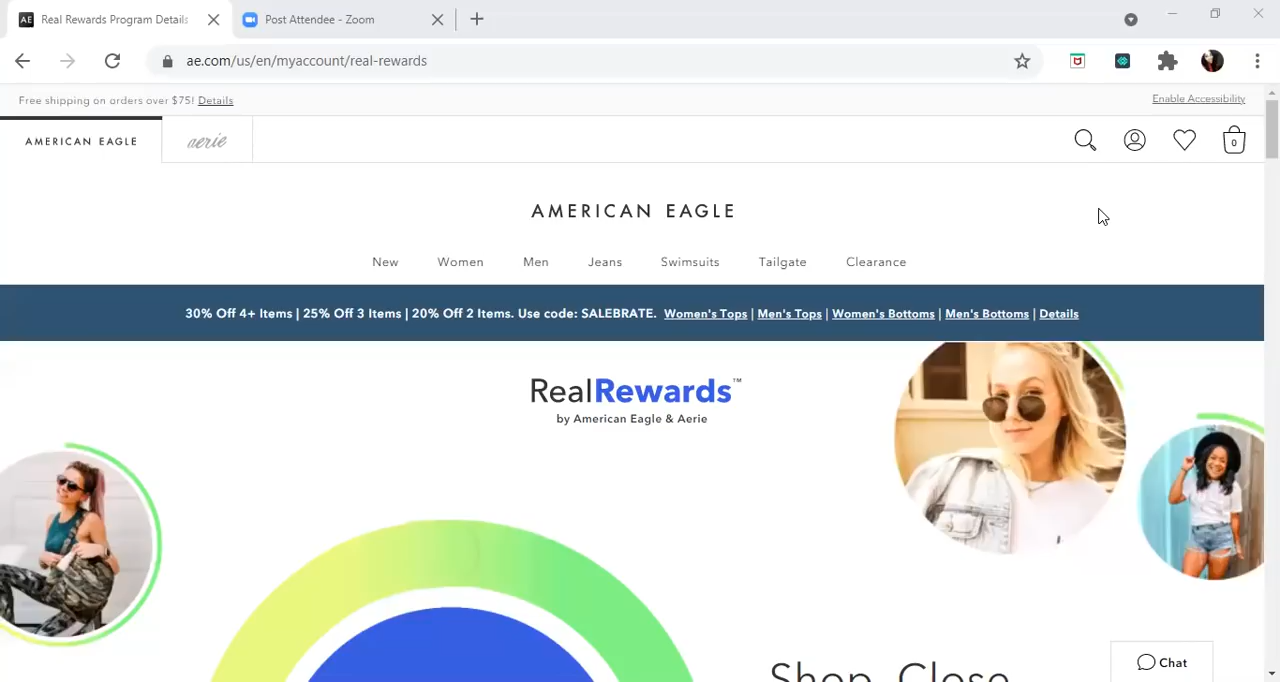 AE Real Rewards Program Details
Post Attendee - Zoom
ae.com/us/en/myaccount/real-rewards
Free shipping on orders over $75! Details
Enable Accessibility
AMERICAN EAGLE
aerie
0
AMERICAN EAGLE
New Women Men Jeans Swimsuits Tailgate Clearance
30% Off 4+ Items | 25% Off 3 Items | 20% Off 2 Items. Use code: SALEBRATE. Women's Tops | Men's Tops | Women's Bottoms | Men's Bottoms | Details
RealRewards™
by American Eagle & Aerie
Shop. Close
Chat